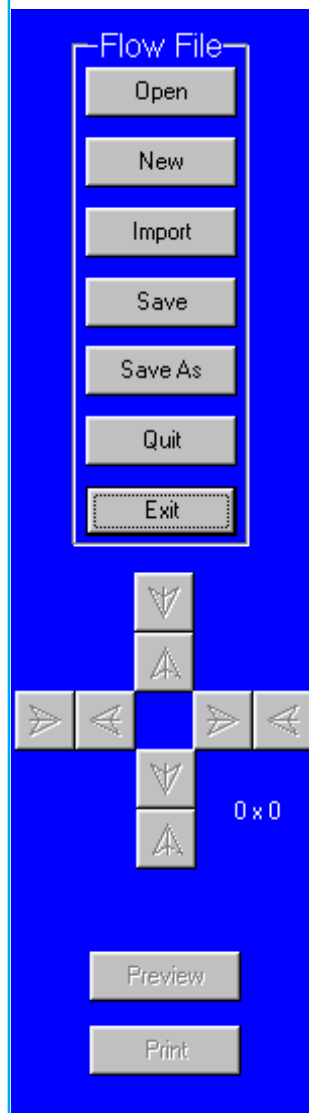 Flow File
Open
New
Import
Save
Save As
Quit
Exit
0 x 0
Preview
Print